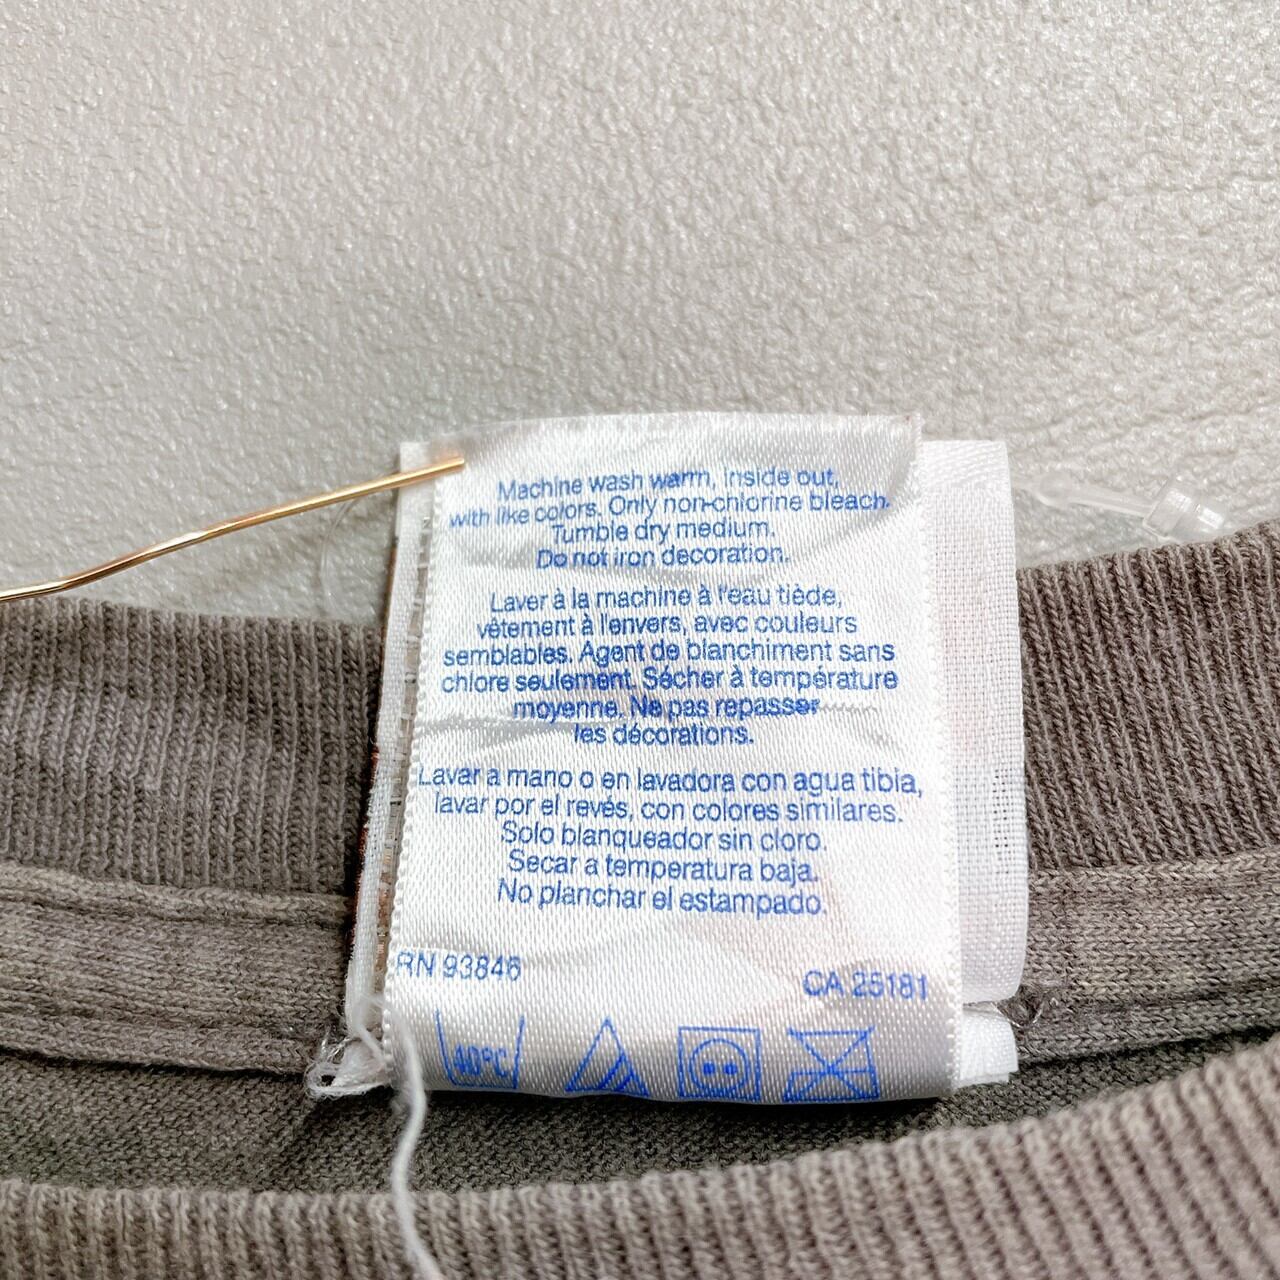 Machine wash warm, inside out,
with like colors. Only non-chlorine bleach.
Tumble dry medium.
Do not iron decoration.
Laver à la machine à l'eau tiède,
vêtement à l'envers, avec couleurs
semblables. Agent de blanchiment sans
chlore seulement. Sécher à température
moyenne. Ne pas repasser
les décorations.
Lavar a mano o en lavadora con agua tibia,
lavar por el revés, con colores similares.
Solo blanqueador sin cloro.
Secar a temperatura baja.
No planchar el estampado.
RN 93846
CA 25181
40°C